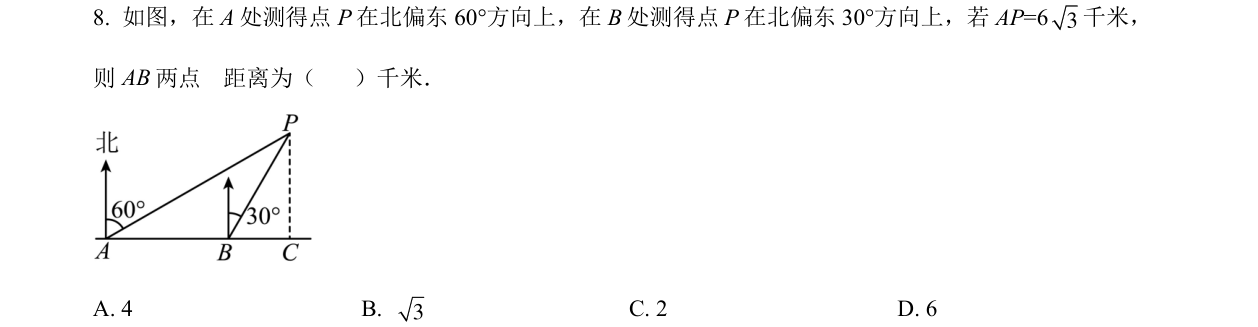 8. 如图，在 A 处测得点 P 在北偏东 60°方向上，在 B 处测得点 P 在北偏东 30°方向上，若 AP=6√3 千米，
则 AB 两点 距离为（ ）千米．
P
北
60°
30°
A B C
A. 4 B. √3 C. 2 D. 6